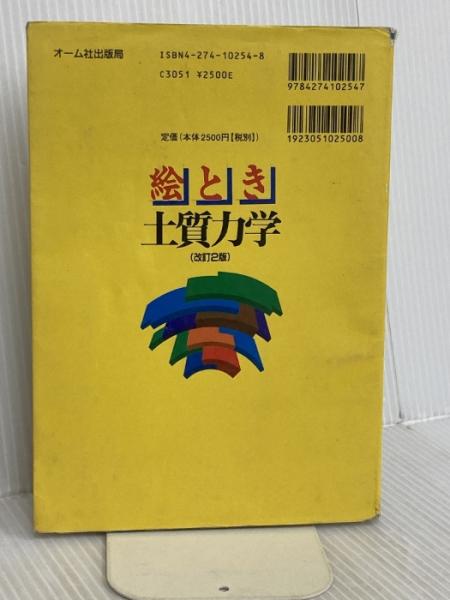 オーム社出版局
ISBN4-274-10254-8
C3051 ¥2500E
定価(本体2500円【税別】)
9784274102547
1923051025008
絵とき
土質力学
(改訂2版)